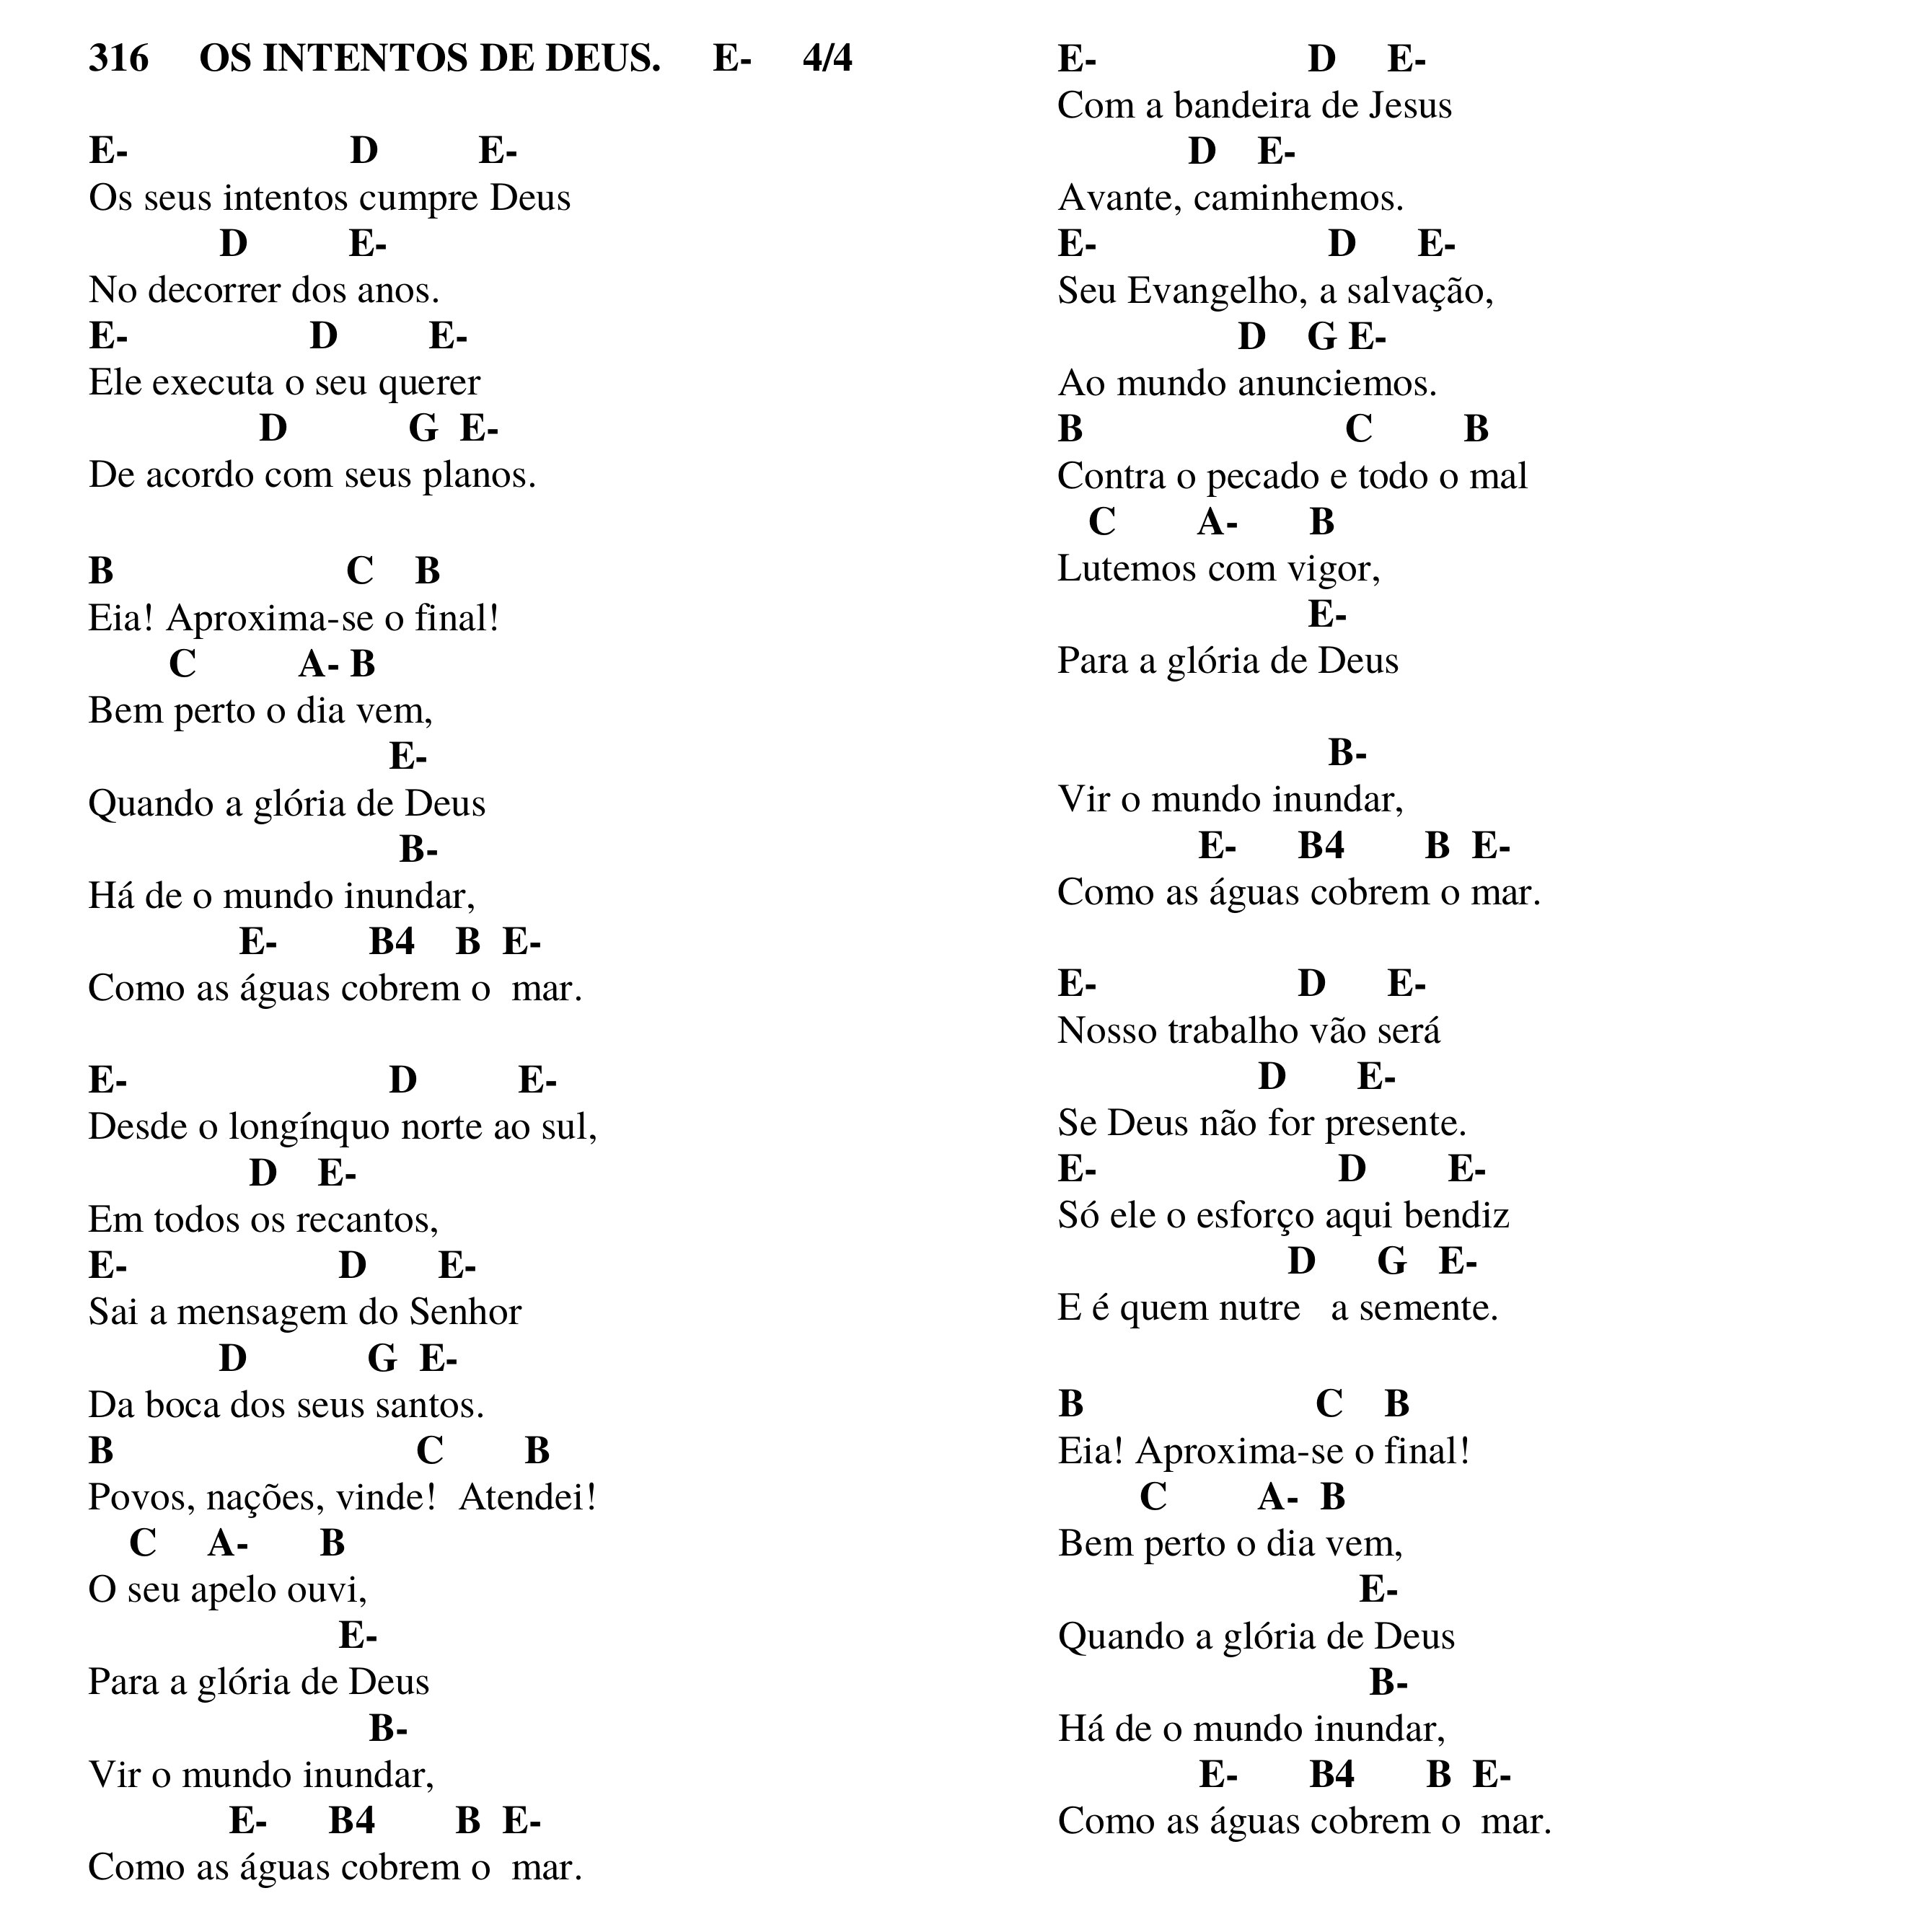 316 OS INTENTOS DE DEUS. E- 4/4
E- D E-
Os seus intentos cumpre Deus
D E-
No decorrer dos anos.
E- D E-
Ele executa o seu querer
D G E-
De acordo com seus planos.
B C B
Eia! Aproxima-se o final!
C A- B
Bem perto o dia vem,
E-
Quando a glória de Deus
B-
Há de o mundo inundar,
E- B4 B E-
Como as águas cobrem o mar.
E- D E-
Desde o longínquo norte ao sul,
D E-
Em todos os recantos,
E- D E-
Sai a mensagem do Senhor
D G E-
Da boca dos seus santos.
B C B
Povos, nações, vinde! Atendei!
C A- B
O seu apelo ouvi,
E-
Para a glória de Deus
B-
Vir o mundo inundar,
E- B4 B E-
Como as águas cobrem o mar.
E- D E-
Com a bandeira de Jesus
D E-
Avante, caminhemos.
E- D E-
Seu Evangelho, a salvação,
D G E-
Ao mundo anunciemos.
B C B
Contra o pecado e todo o mal
C A- B
Lutemos com vigor,
E-
Para a glória de Deus
B-
Vir o mundo inundar,
E- B4 B E-
Como as águas cobrem o mar.
E- D E-
Nosso trabalho vão será
D E-
Se Deus não for presente.
E- D E-
Só ele o esforço aqui bendiz
D G E-
E é quem nutre a semente.
B C B
Eia! Aproxima-se o final!
C A- B
Bem perto o dia vem,
E-
Quando a glória de Deus
B-
Há de o mundo inundar,
E- B4 B E-
Como as águas cobrem o mar.